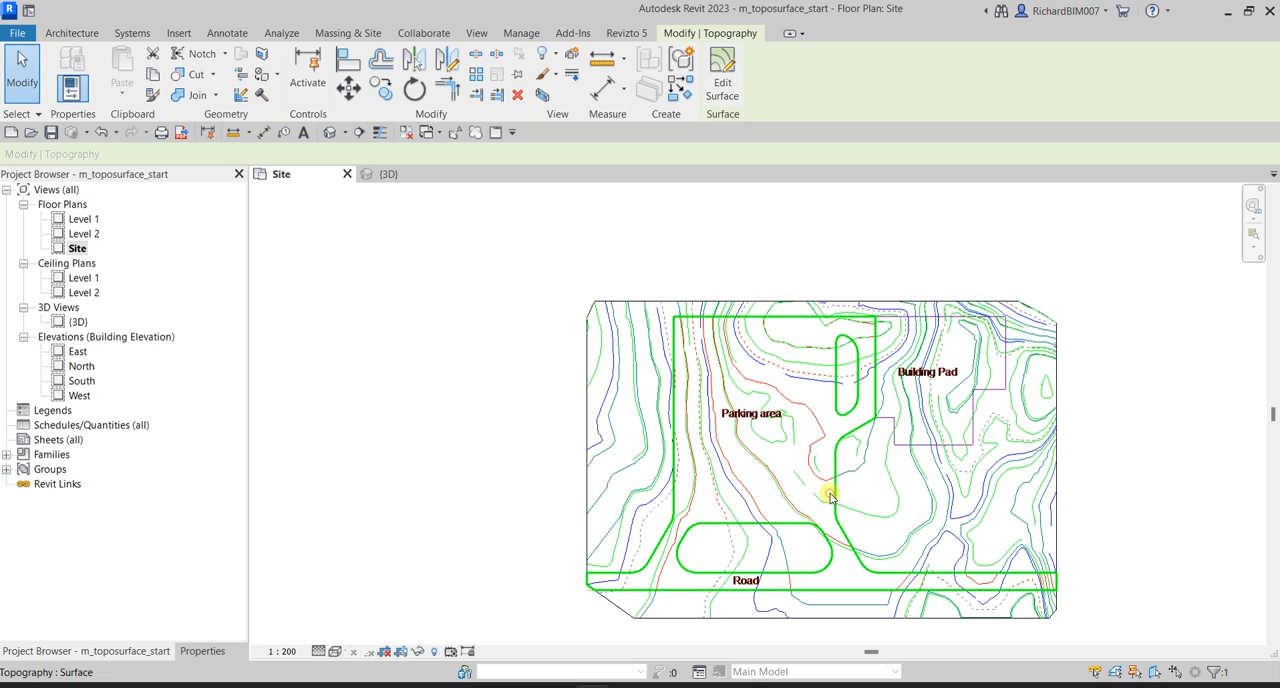 Autodesk Revit 2023 - m_toposurface_start - Floor Plan: Site
RichardBIM007
File Architecture Systems Insert Annotate Analyze Massing & Site Collaborate View Manage Add-Ins Revizto 5 Modify | Topography
Modify Paste Notch Cut Join Activate Edit Surface
Select Properties Clipboard Geometry Controls Modify View Measure Create Surface
Modify | Topography
Project Browser - m_toposurface_start
Site
{3D}
Views (all)
Floor Plans
Level 1
Level 2
Site
Ceiling Plans
Level 1
Level 2
3D Views
{3D}
Elevations (Building Elevation)
East
North
South
West
Legends
Schedules/Quantities (all)
Sheets (all)
Families
Groups
Revit Links
Building Pad
Parking area
Road
Project Browser - m_toposurface_start Properties
1 : 200
Topography : Surface
:0
Main Model
:1